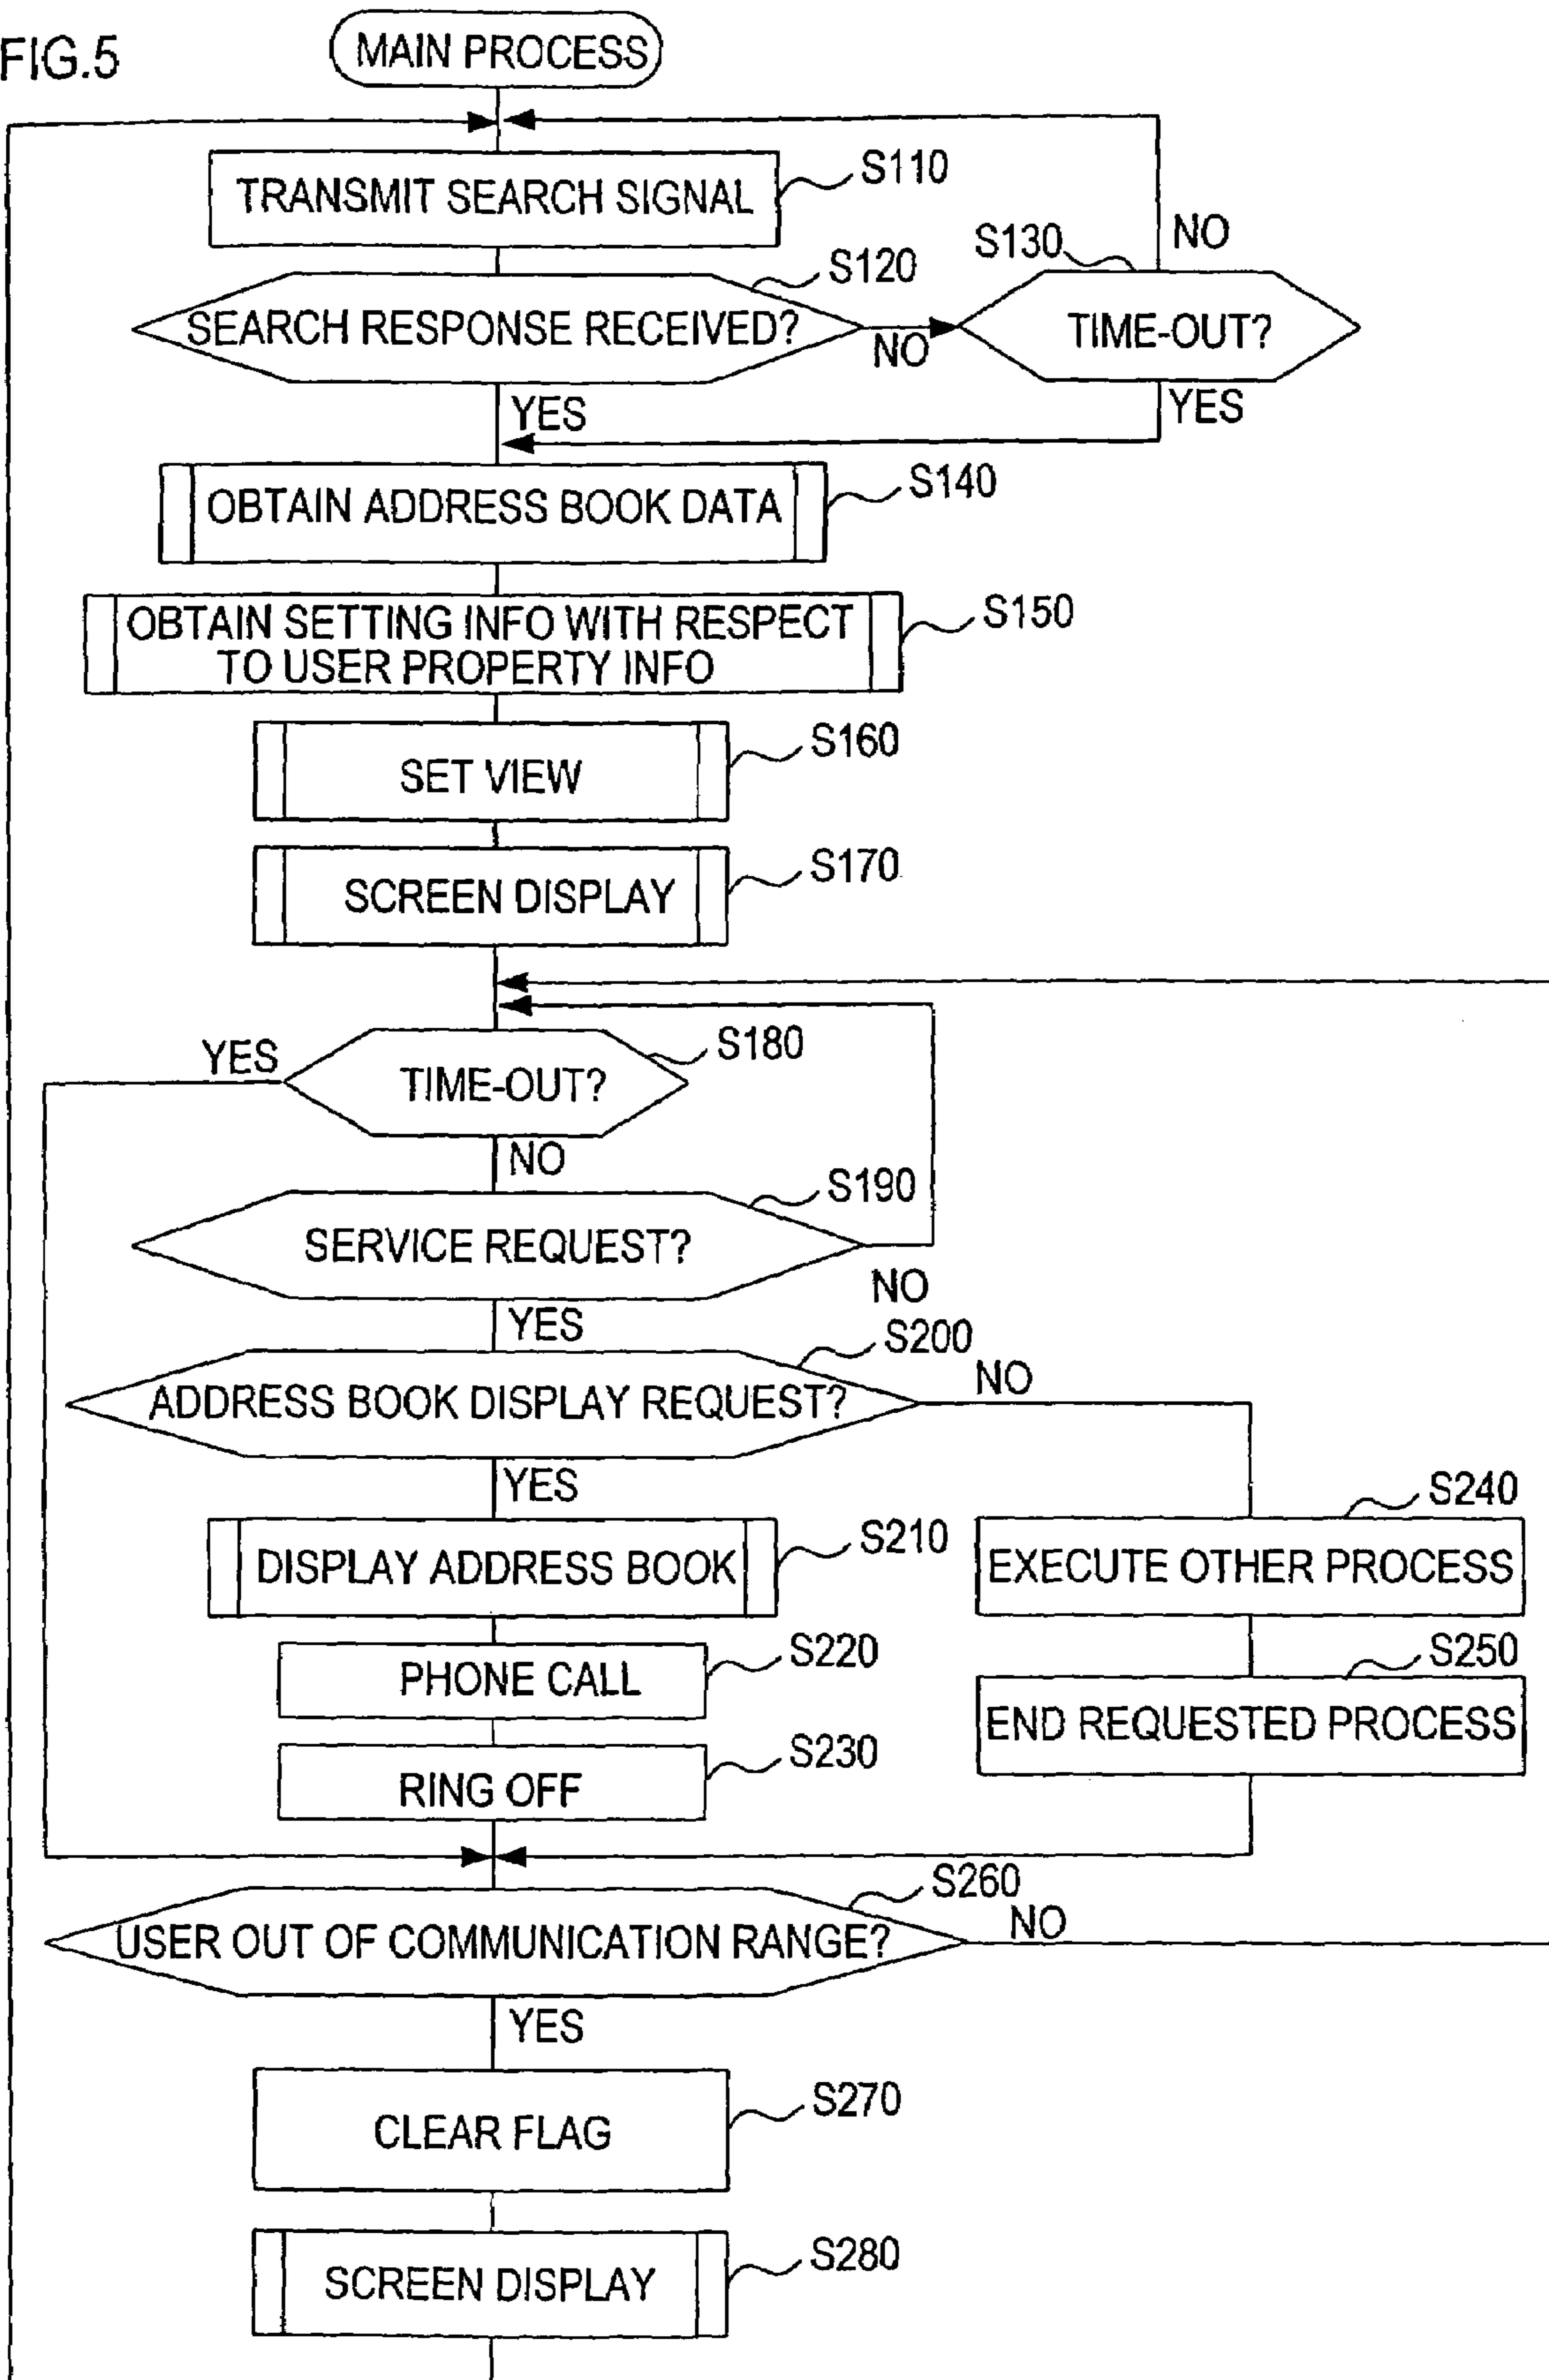 FIG.5
MAIN PROCESS
TRANSMIT SEARCH SIGNAL
S110
SEARCH RESPONSE RECEIVED?
S120
NO
S130
NO
TIME-OUT?
YES
YES
OBTAIN ADDRESS BOOK DATA
S140
OBTAIN SETTING INFO WITH RESPECT
TO USER PROPERTY INFO
S150
SET VIEW
S160
SCREEN DISPLAY
S170
YES
TIME-OUT?
S180
NO
SERVICE REQUEST?
S190
NO
YES
ADDRESS BOOK DISPLAY REQUEST?
S200
NO
YES
DISPLAY ADDRESS BOOK
S210
PHONE CALL
S220
RING OFF
S230
EXECUTE OTHER PROCESS
S240
END REQUESTED PROCESS
S250
USER OUT OF COMMUNICATION RANGE?
S260
NO
YES
CLEAR FLAG
S270
SCREEN DISPLAY
S280